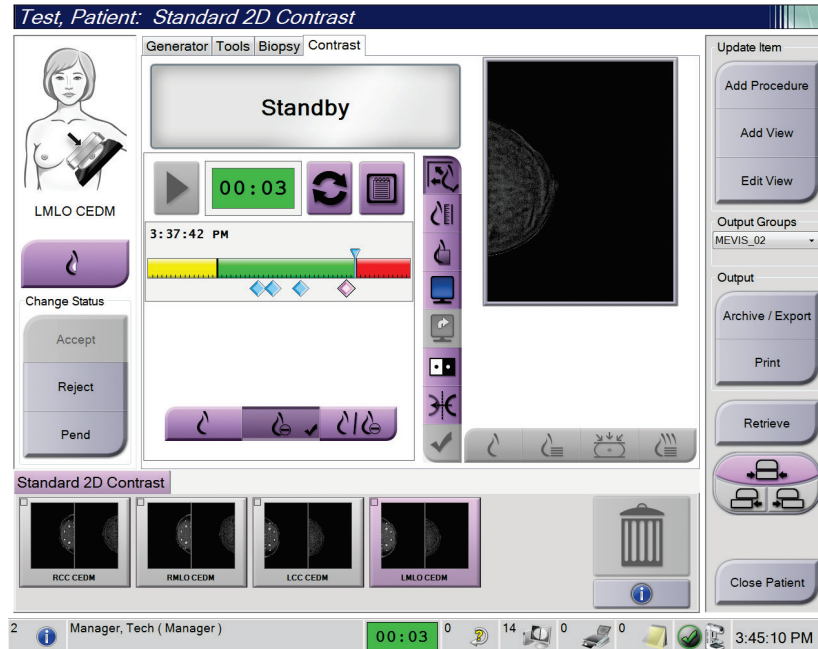 Test, Patient: Standard 2D Contrast
Generator Tools Biopsy Contrast
Standby
LMLO CEDM
00:03
3:37:42 PM
Change Status
Accept
Reject
Pend
Update Item
Add Procedure
Add View
Edit View
Output Groups
MEVIS_02
Output
Archive / Export
Print
Retrieve
Close Patient
Standard 2D Contrast
RCC CEDM
RMLO CEDM
LCC CEDM
LMLO CEDM
2 Manager, Tech ( Manager ) 00:03 0 14 0 0 3:45:10 PM